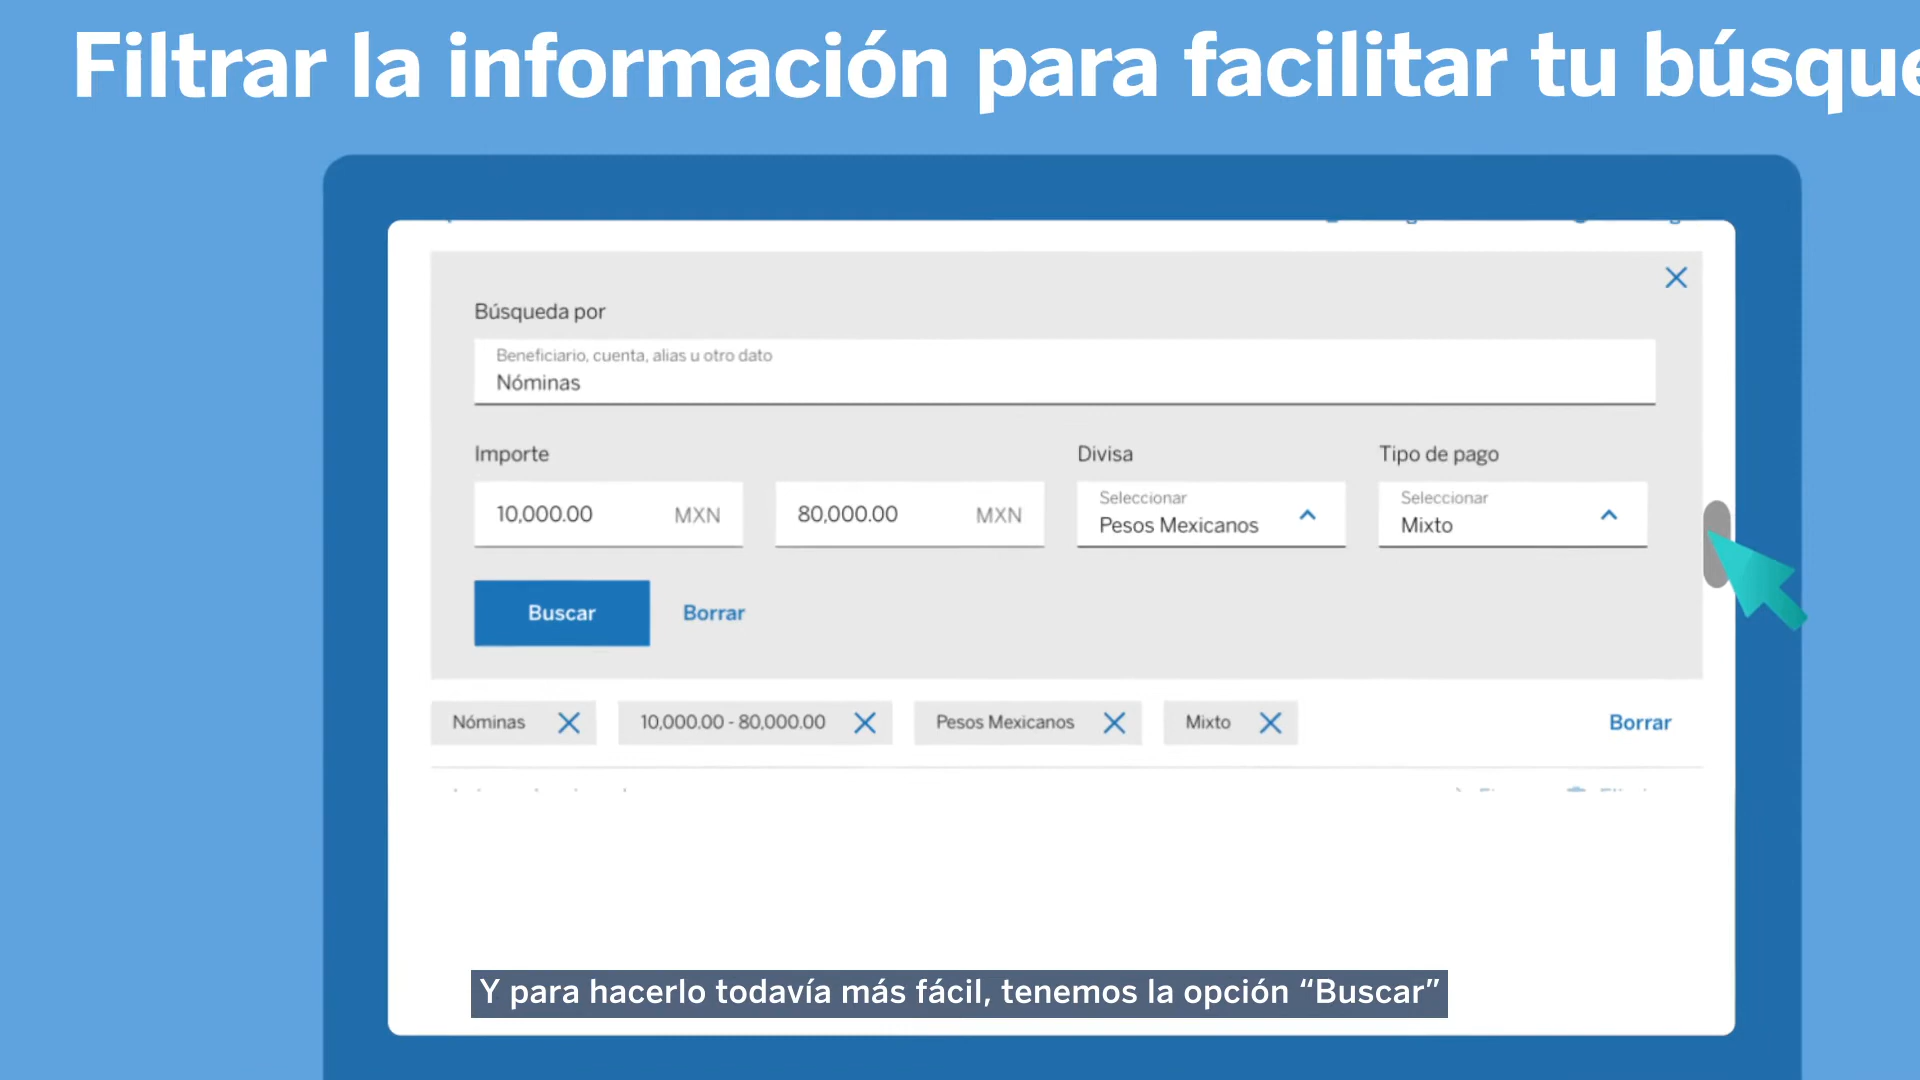 Filtrar la información para facilitar tu búsque
Búsqueda por
Beneficiario, cuenta, alias u otro dato
Nóminas
Importe
Divisa
Tipo de pago
10,000.00 MXN
80,000.00 MXN
Seleccionar
Pesos Mexicanos
Seleccionar
Mixto
Buscar
Borrar
Nóminas
10,000.00 - 80,000.00
Pesos Mexicanos
Mixto
Borrar
Y para hacerlo todavía más fácil, tenemos la opción “Buscar”